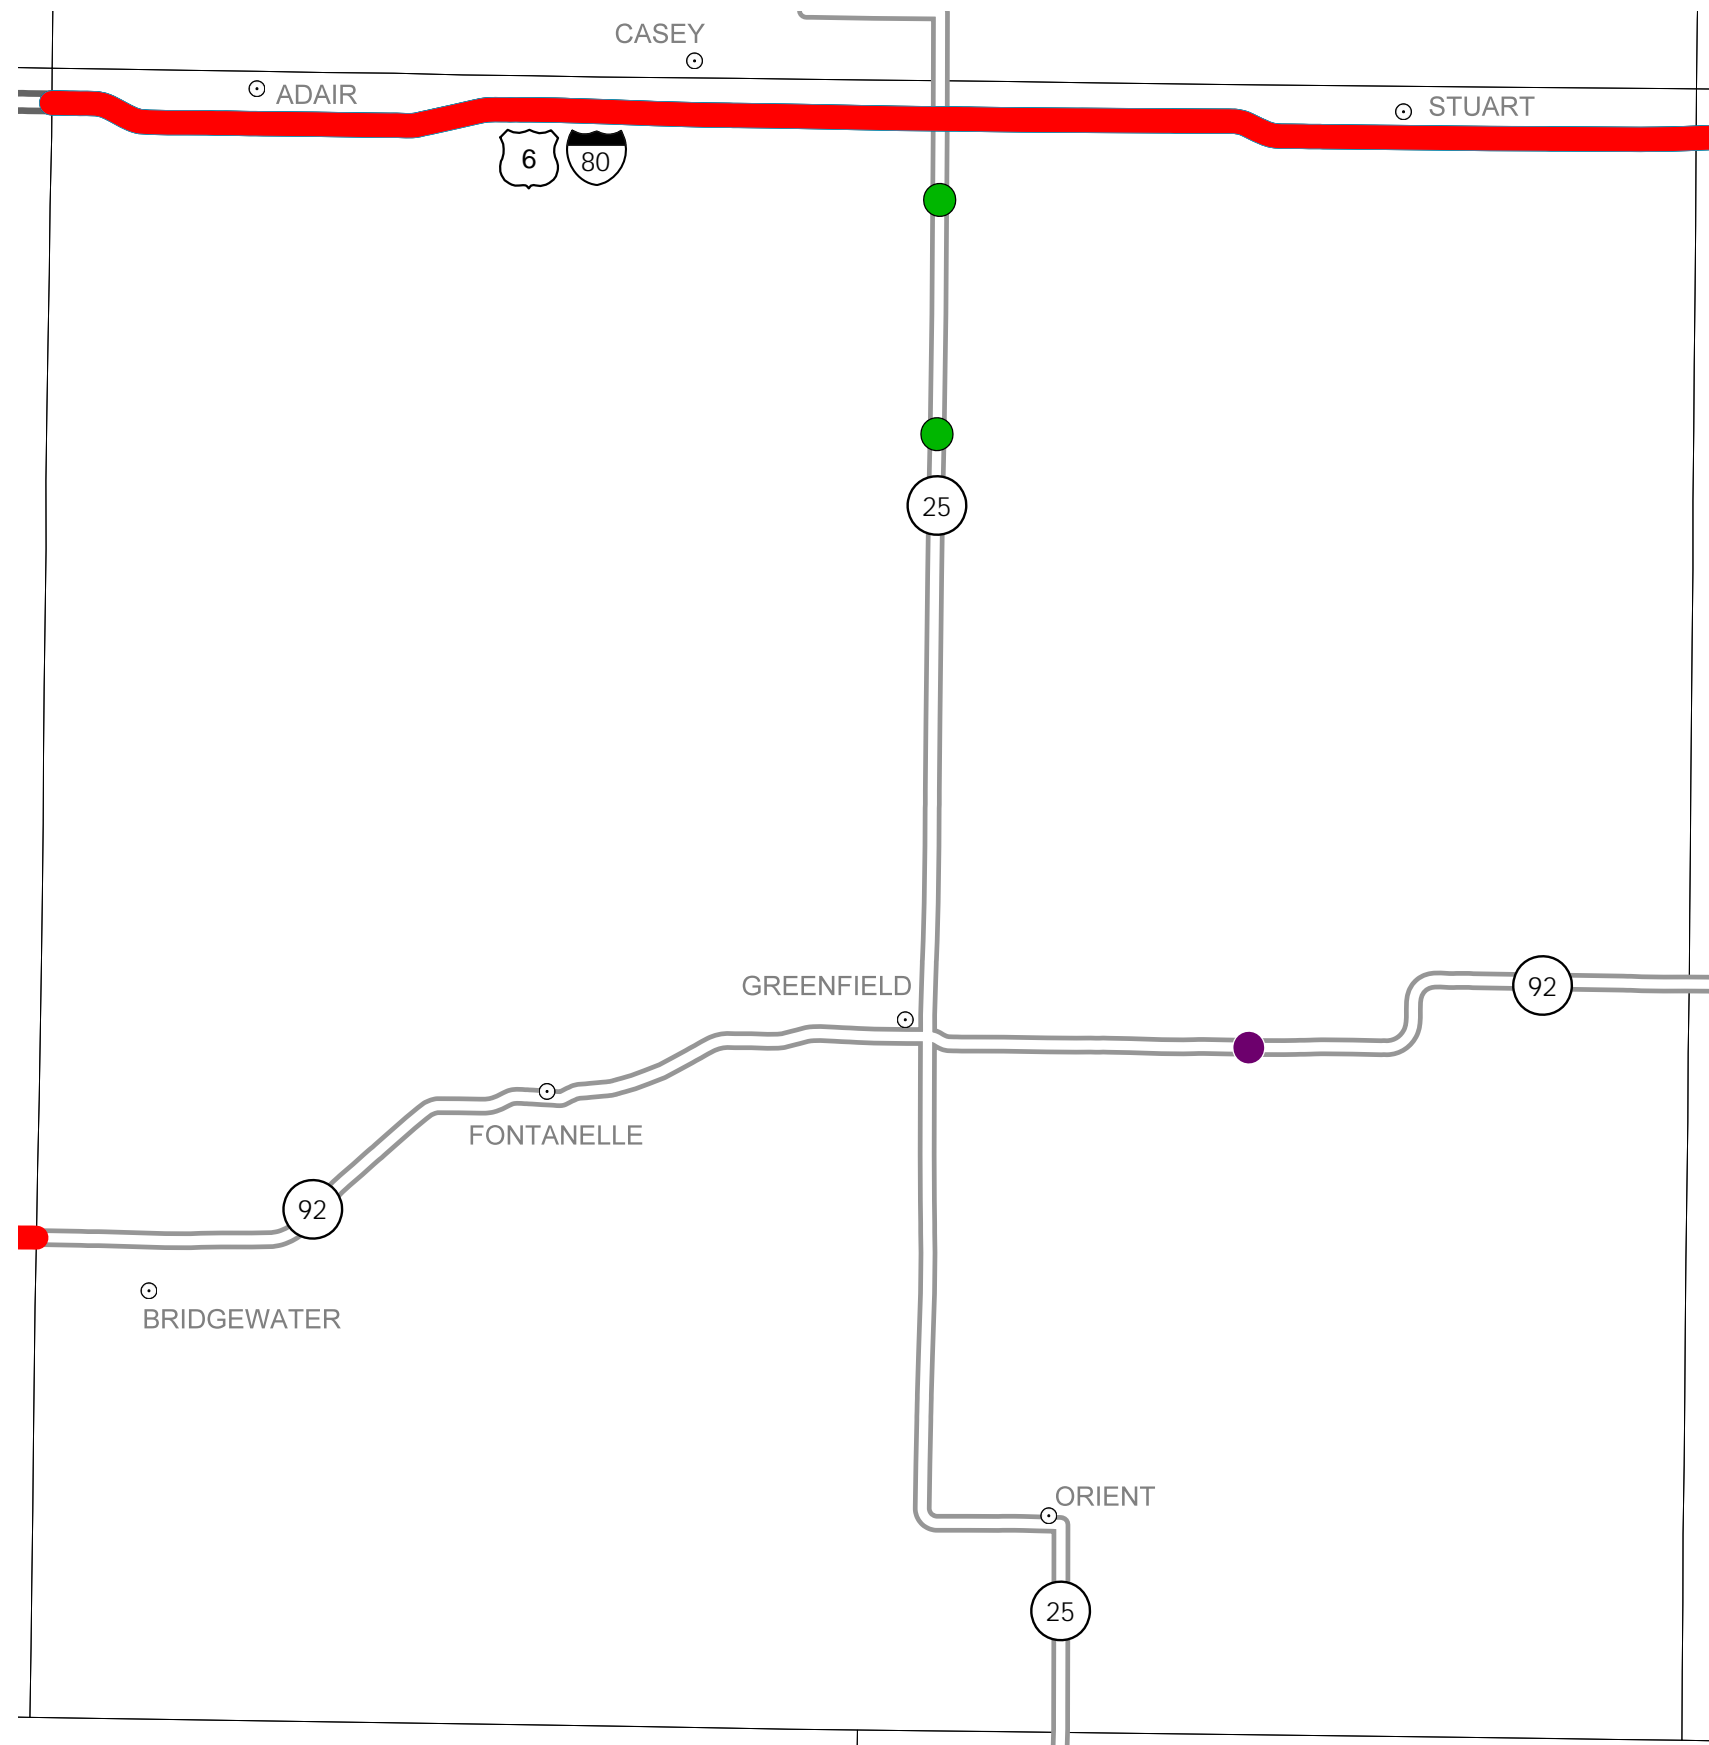 CASEY
ADAIR
STUART
6
80
25
GREENFIELD
92
FONTANELLE
92
BRIDGEWATER
ORIENT
25